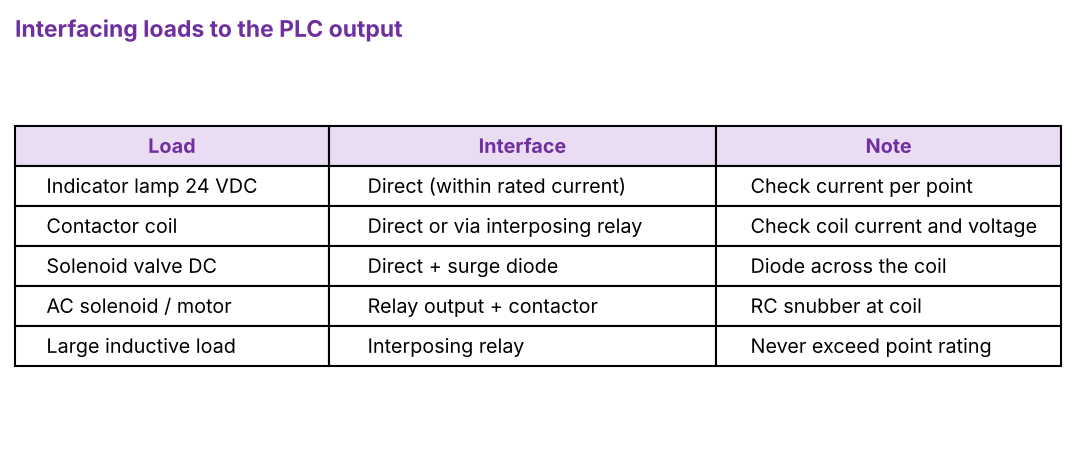 Interfacing loads to the PLC output
Load Interface Note
Indicator lamp 24 VDC Direct (within rated current) Check current per point
Contactor coil Direct or via interposing relay Check coil current and voltage
Solenoid valve DC Direct + surge diode Diode across the coil
AC solenoid / motor Relay output + contactor RC snubber at coil
Large inductive load Interposing relay Never exceed point rating